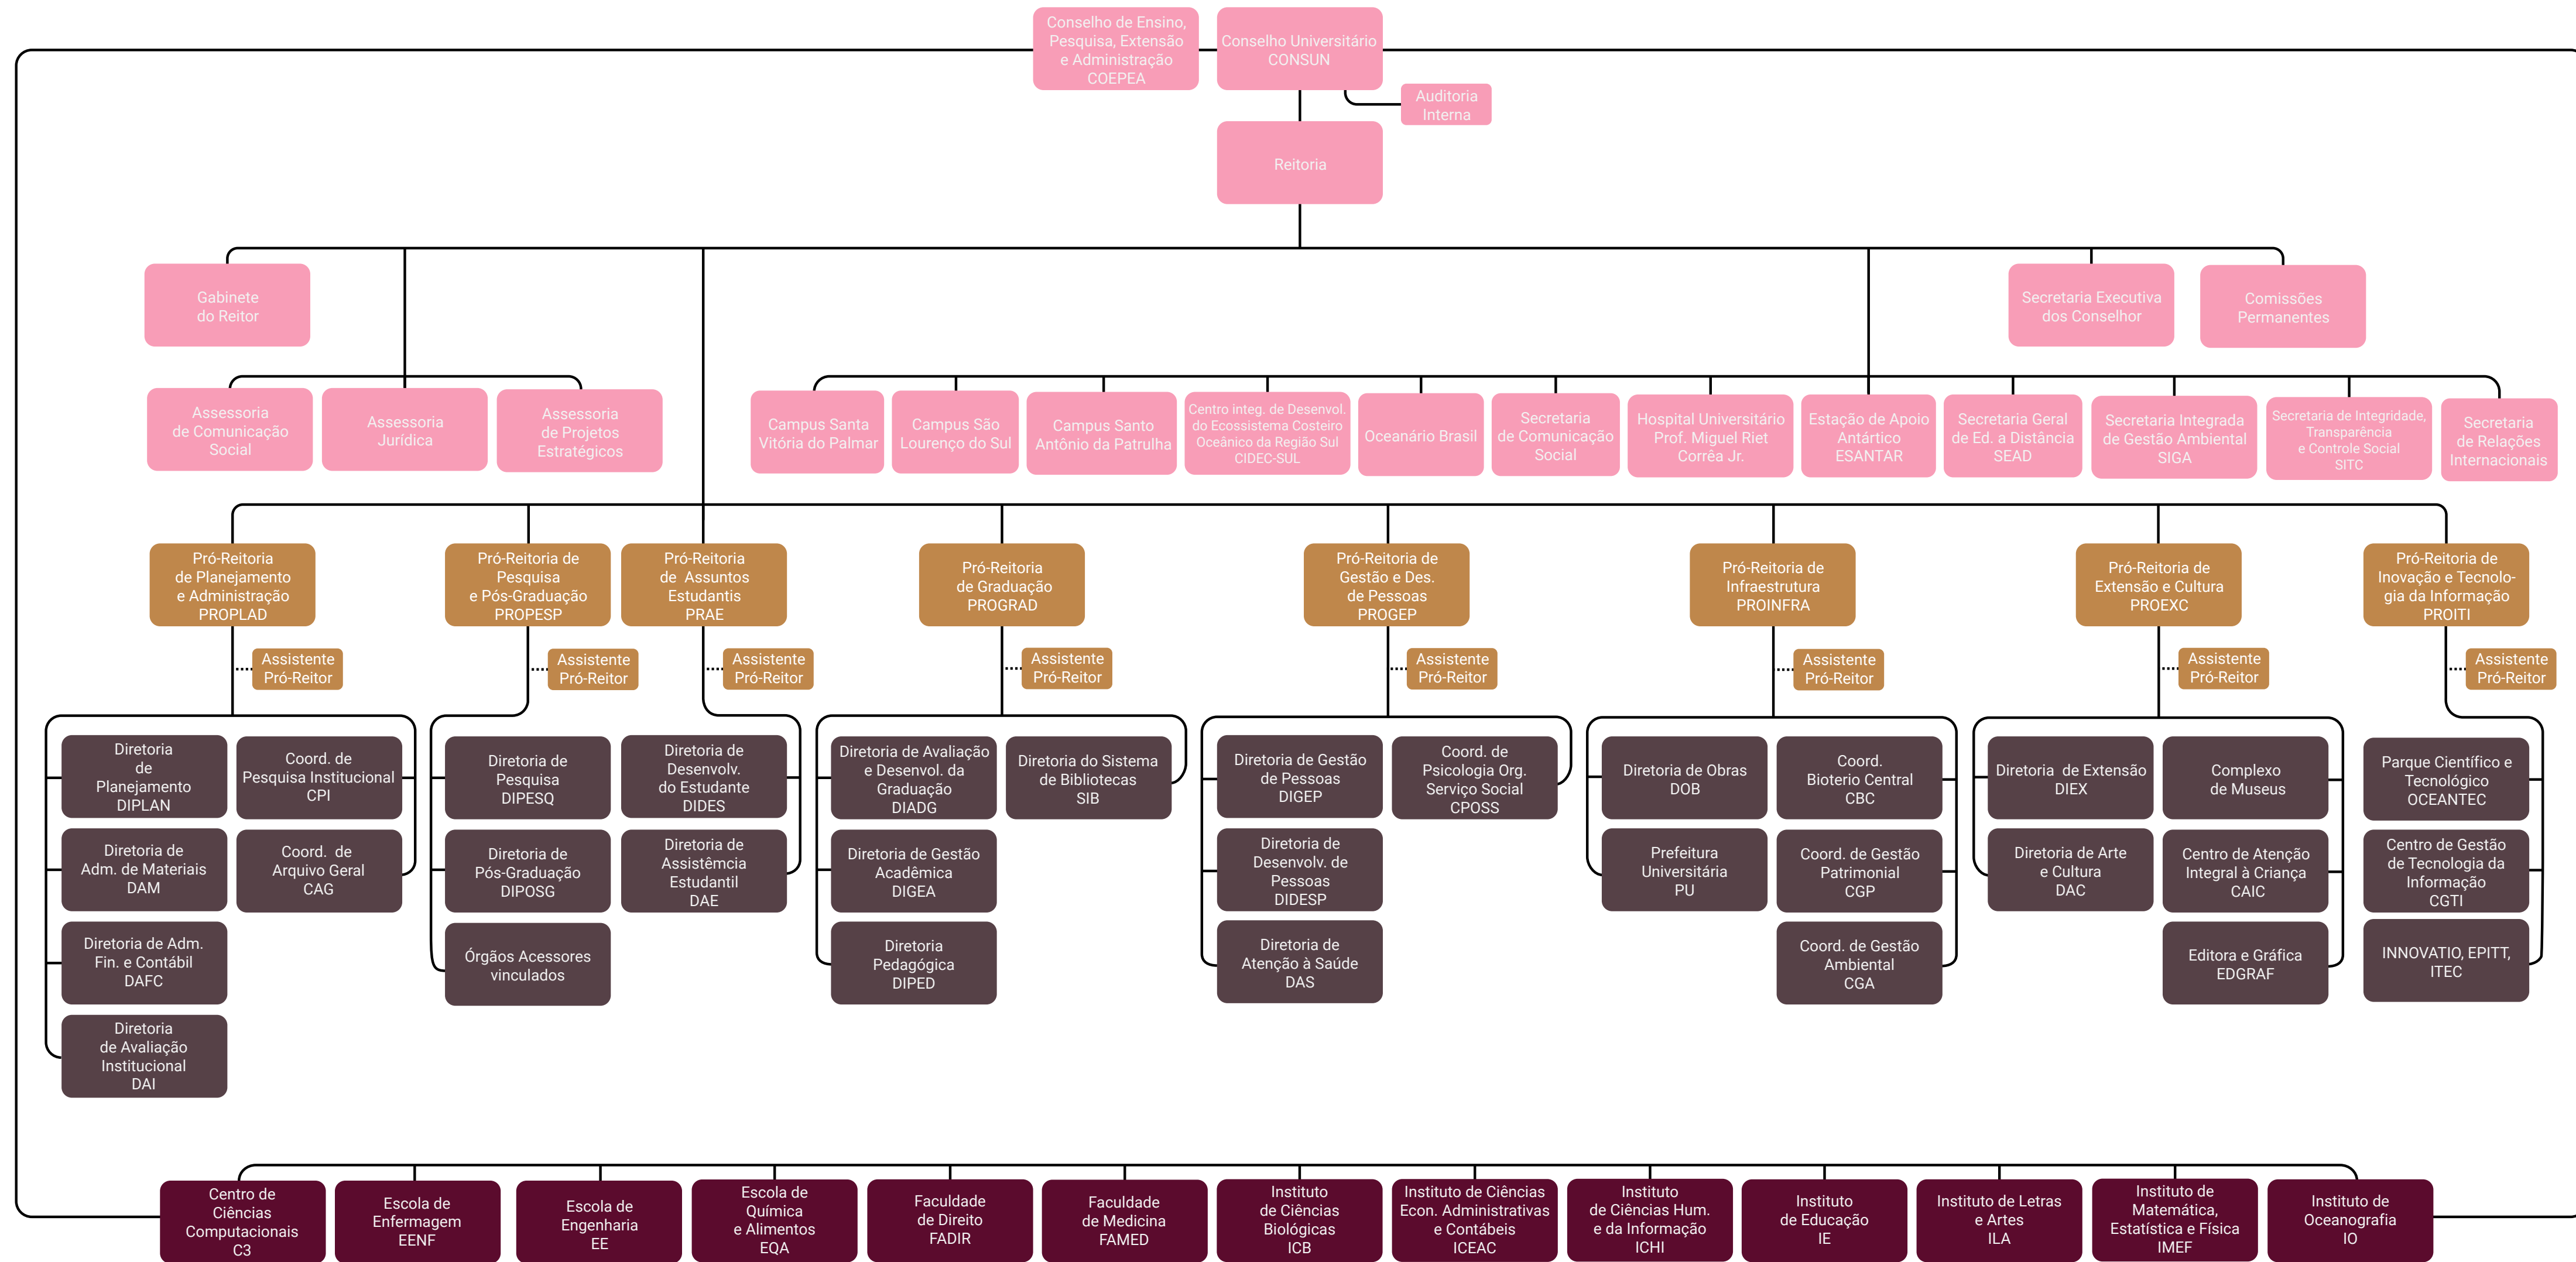 Conselho de Ensino,
Pesquisa, Extensão
e Administração
COEPEA
Conselho Universitário
CONSUN
Auditoria
Interna
Reitoria
Gabinete
do Reitor
Secretaria Executiva
dos Conselhor
Comissões
Permanentes
Assessoria
de Comunicação
Social
Assessoria
Jurídica
Assessoria
de Projetos
Estratégicos
Campus Santa
Vitória do Palmar
Campus São
Lourenço do Sul
Campus Santo
Antônio da Patrulha
Centro integ. de Desenvol.
do Ecossistema Costeiro
Oceânico da Região Sul
CIDEC-SUL
Oceanário Brasil
Secretaria
de Comunicação
Social
Hospital Universitário
Prof. Miguel Riet
Corrêa Jr.
Estação de Apoio
Antártico
ESANTAR
Secretaria Geral
de Ed. a Distância
SEAD
Secretaria Integrada
de Gestão Ambiental
SIGA
Secretaria de Integridade,
Transparência
e Controle Social
SITC
Secretaria
de Relações
Internacionais
Pró-Reitoria
de Planejamento
e Administração
PROPLAD
Pró-Reitoria de
Pesquisa
e Pós-Graduação
PROPESP
Pró-Reitoria
de  Assuntos
Estudantis
PRAE
Pró-Reitoria
de Graduação
PROGRAD
Pró-Reitoria de
Gestão e Des.
de Pessoas
PROGEP
Pró-Reitoria de
Infraestrutura
PROINFRA
Pró-Reitoria de
Extensão e Cultura
PROEXC
Pró-Reitoria de
Inovação e Tecnolo-
gia da Informação
PROITI
Assistente
Pró-Reitor
Assistente
Pró-Reitor
Assistente
Pró-Reitor
Assistente
Pró-Reitor
Assistente
Pró-Reitor
Assistente
Pró-Reitor
Assistente
Pró-Reitor
Assistente
Pró-Reitor
Diretoria
de
Planejamento
DIPLAN
Coord. de
Pesquisa Institucional
CPI
Diretoria de
Pesquisa
DIPESQ
Diretoria de
Desenvolv.
do Estudante
DIDES
Diretoria de Avaliação
e Desenvol. da
Graduação
DIADG
Diretoria do Sistema
de Bibliotecas
SIB
Diretoria de Gestão
de Pessoas
DIGEP
Coord. de
Psicologia Org.
Serviço Social
CPOSS
Diretoria de Obras
DOB
Coord.
Bioterio Central
CBC
Diretoria  de Extensão
DIEX
Complexo
de Museus
Parque Científico e
Tecnológico
OCEANTEC
Diretoria de
Adm. de Materiais
DAM
Coord.  de
Arquivo Geral
CAG
Diretoria de
Pós-Graduação
DIPOSG
Diretoria de
Assistêmcia
Estudantil
DAE
Diretoria de Gestão
Acadêmica
DIGEA
Diretoria de
Desenvolv. de
Pessoas
DIDESP
Prefeitura
Universitária
PU
Coord. de Gestão
Patrimonial
CGP
Diretoria de Arte
e Cultura
DAC
Centro de Atenção
Integral à Criança
CAIC
Centro de Gestão
de Tecnologia da
Informação
CGTI
Diretoria de Adm.
Fin. e Contábil
DAFC
Órgãos Acessores
vinculados
Diretoria
Pedagógica
DIPED
Diretoria de
Atenção à Saúde
DAS
Coord. de Gestão
Ambiental
CGA
Editora e Gráfica
EDGRAF
INNOVATIO, EPITT,
ITEC
Diretoria
de Avaliação
Institucional
DAI
Centro de
Ciências
Computacionais
C3
Escola de
Enfermagem
EENF
Escola de
Engenharia
EE
Escola de
Química
e Alimentos
EQA
Faculdade
de Direito
FADIR
Faculdade
de Medicina
FAMED
Instituto
de Ciências
Biológicas
ICB
Instituto de Ciências
Econ. Administrativas
e Contábeis
ICEAC
Instituto
de Ciências Hum.
e da Informação
ICHI
Instituto
de Educação
IE
Instituto de Letras
e Artes
ILA
Instituto de
Matemática,
Estatística e Física
IMEF
Instituto de
Oceanografia
IO